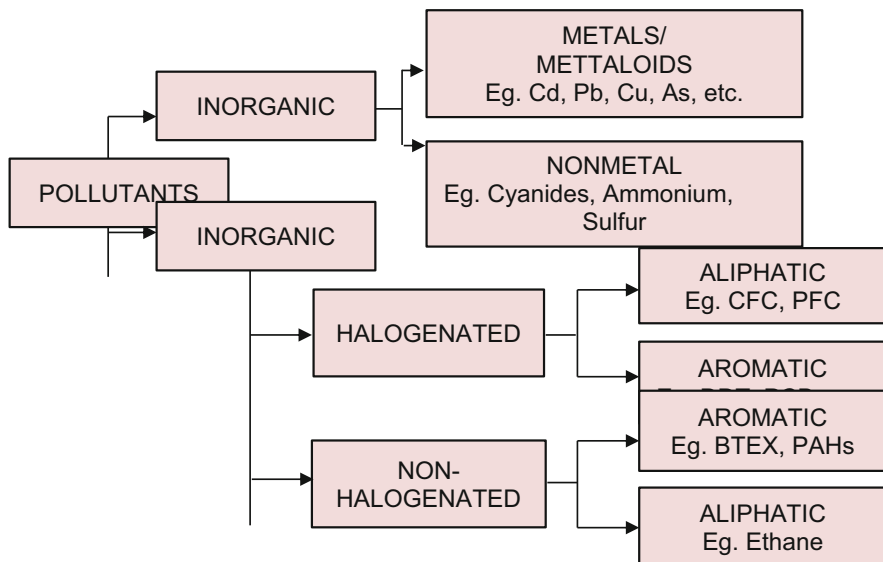 METALS/
METTALOIDS
Eg. Cd, Pb, Cu, As, etc.
INORGANIC
NONMETAL
Eg. Cyanides, Ammonium,
Sulfur
POLLUTANTS
INORGANIC
ALIPHATIC
Eg. CFC, PFC
HALOGENATED
AROMATIC
AROMATIC
Eg. BTEX, PAHs
NON-
HALOGENATED
ALIPHATIC
Eg. Ethane